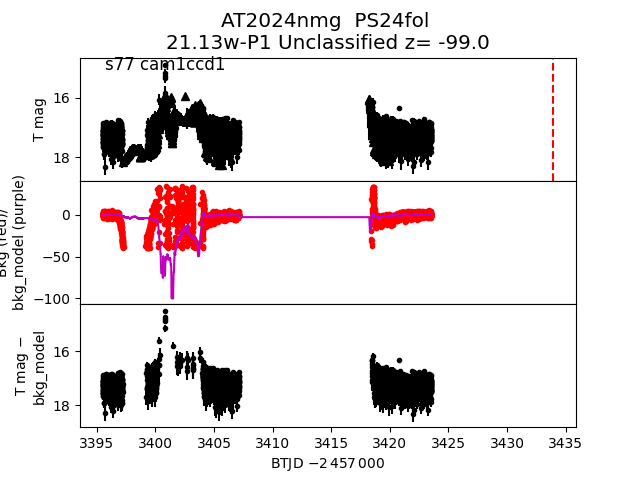 AT2024nmg PS24fol
21.13w-P1 Unclassified z= -99.0
s77 cam1ccd1
T mag
16
18
Bkg (red)/
bkg_model (purple)
0
−50
−100
T mag −
bkg_model
16
18
3395 3400 3405 3410 3415 3420 3425 3430 3435
BTJD −2 457 000